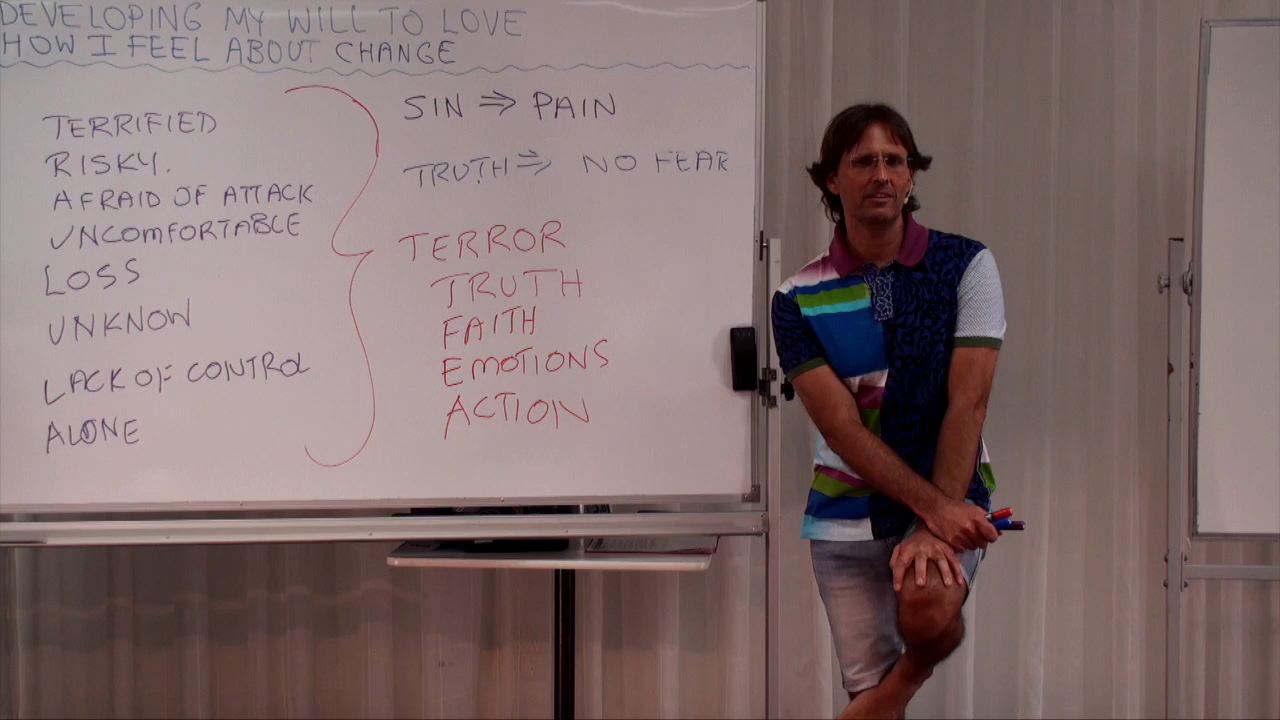 DEVELOPING MY WILL TO LOVE
HOW I FEEL ABOUT CHANGE
TERRIFIED
RISKY.
AFRAID OF ATTACK
UNCOMFORTABLE
LOSS
UNKNOW
LACK OF CONTROL
ALONE
SIN ⇒ PAIN
TRUTH ⇒ NO FEAR
TERROR
TRUTH
FAITH
EMOTIONS
ACTION